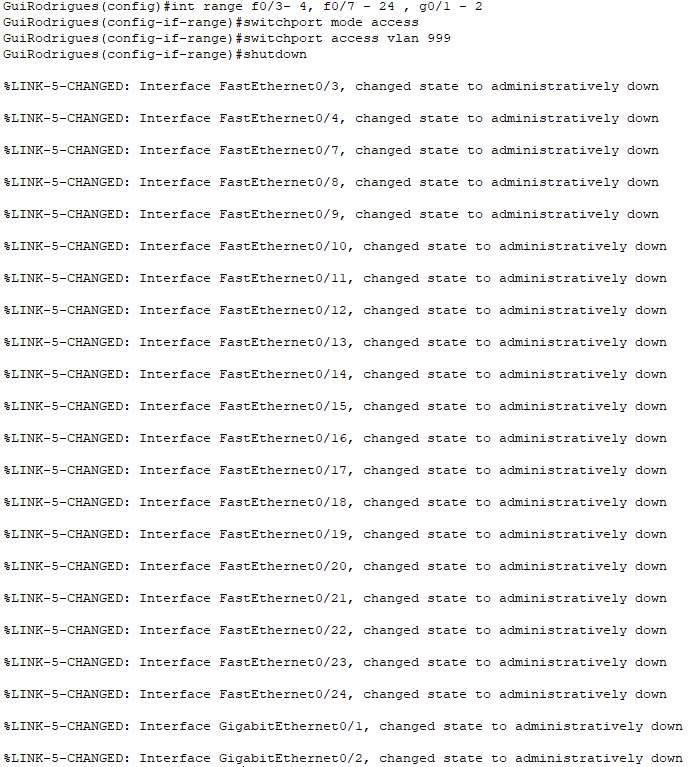 GuiRodrigues(config)#int range f0/3- 4, f0/7 - 24 , g0/1 - 2
GuiRodrigues(config-if-range)#switchport mode access
GuiRodrigues(config-if-range)#switchport access vlan 999
GuiRodrigues(config-if-range)#shutdown
%LINK-5-CHANGED: Interface FastEthernet0/3, changed state to administratively down
%LINK-5-CHANGED: Interface FastEthernet0/4, changed state to administratively down
%LINK-5-CHANGED: Interface FastEthernet0/7, changed state to administratively down
%LINK-5-CHANGED: Interface FastEthernet0/8, changed state to administratively down
%LINK-5-CHANGED: Interface FastEthernet0/9, changed state to administratively down
%LINK-5-CHANGED: Interface FastEthernet0/10, changed state to administratively down
%LINK-5-CHANGED: Interface FastEthernet0/11, changed state to administratively down
%LINK-5-CHANGED: Interface FastEthernet0/12, changed state to administratively down
%LINK-5-CHANGED: Interface FastEthernet0/13, changed state to administratively down
%LINK-5-CHANGED: Interface FastEthernet0/14, changed state to administratively down
%LINK-5-CHANGED: Interface FastEthernet0/15, changed state to administratively down
%LINK-5-CHANGED: Interface FastEthernet0/16, changed state to administratively down
%LINK-5-CHANGED: Interface FastEthernet0/17, changed state to administratively down
%LINK-5-CHANGED: Interface FastEthernet0/18, changed state to administratively down
%LINK-5-CHANGED: Interface FastEthernet0/19, changed state to administratively down
%LINK-5-CHANGED: Interface FastEthernet0/20, changed state to administratively down
%LINK-5-CHANGED: Interface FastEthernet0/21, changed state to administratively down
%LINK-5-CHANGED: Interface FastEthernet0/22, changed state to administratively down
%LINK-5-CHANGED: Interface FastEthernet0/23, changed state to administratively down
%LINK-5-CHANGED: Interface FastEthernet0/24, changed state to administratively down
%LINK-5-CHANGED: Interface GigabitEthernet0/1, changed state to administratively down
%LINK-5-CHANGED: Interface GigabitEthernet0/2, changed state to administratively down